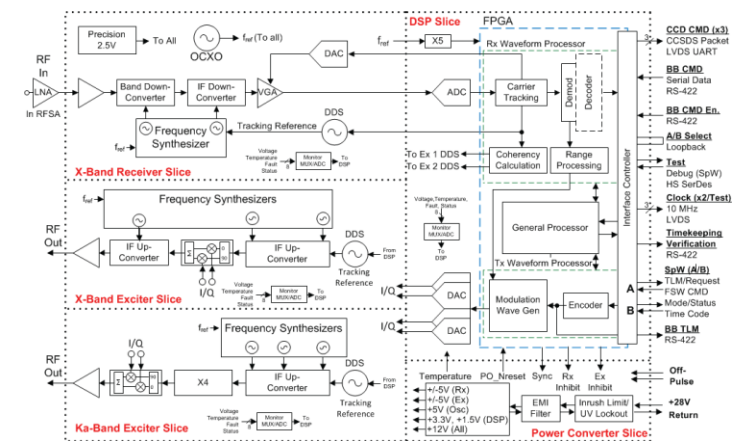 DSP Slice
FPGA
Precision
2.5V
To All
OCXO
fref (To all)
DAC
fref
X5
Rx Waveform Processor
CCD CMD (x3)
CCSDS Packet
LVDS UART
3
RF
In
LNA
In RFSA
Band Down-
Converter
IF Down-
Converter
VGA
ADC
Carrier
Tracking
Demod
Decoder
BB CMD
Serial Data
RS-422
BB CMD En.
RS-422
DDS
Tracking Reference
Frequency
Synthesizer
fref
Voltage
Temperature
Fault
Status
8
Monitor
MUX/ADC
To
DSP
X-Band Receiver Slice
To Ex 1 DDS
To Ex 2 DDS
Coherency
Calculation
Range
Processing
Interface Controller
A/B Select
Loopback
Test
Debug (SpW)
HS SerDes
Clock (x2/Test)
10 MHz
LVDS
3
Timekeeping
Verification
RS-422
fref
Frequency Synthesizers
RF
Out
IF Up-
Converter
Σ
90
0
IF Up-
Converter
DDS
From
DSP
Tracking
Reference
I/Q
Voltage
Temperature
Fault
Status
8
Monitor
MUX/ADC
To
DSP
X-Band Exciter Slice
Voltage,Temperature,
Fault, Status
8
Monitor
MUX/ADC
To
DSP
General
Processor
Tx Waveform Processor
I/Q
DAC
I/Q
DAC
Modulation
Wave Gen
Encoder
A
B
SpW (A/B)
TLM/Request
FSW CMD
Mode/Status
Time Code
BB TLM
RS-422
I/Q
fref
Frequency Synthesizers
RF
Out
Σ
90
0
X4
IF Up-
Converter
DDS
From
DSP
Tracking
Reference
Voltage
Temperature
Fault
Status
8
Monitor
MUX/ADC
To
DSP
Ka-Band Exciter Slice
Temperature
PO_Nreset
Sync
Rx
Inhibit
Ex
Inhibit
Off-
Pulse
+/-5V (Rx)
+/-5V (Ex)
+5V (Osc)
+3.3V, +1.5V (DSP)
+12V (All)
EMI
Filter
Inrush Limit/
UV Lockout
+28V
Return
Power Converter Slice